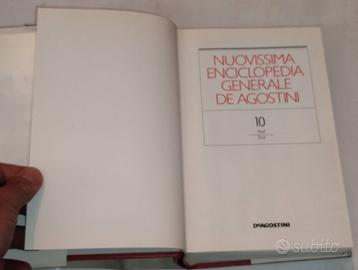 NUOVISSIMA
ENCICLOPEDIA
GENERALE
DE AGOSTINI
10
DeAGOSTINI
subito